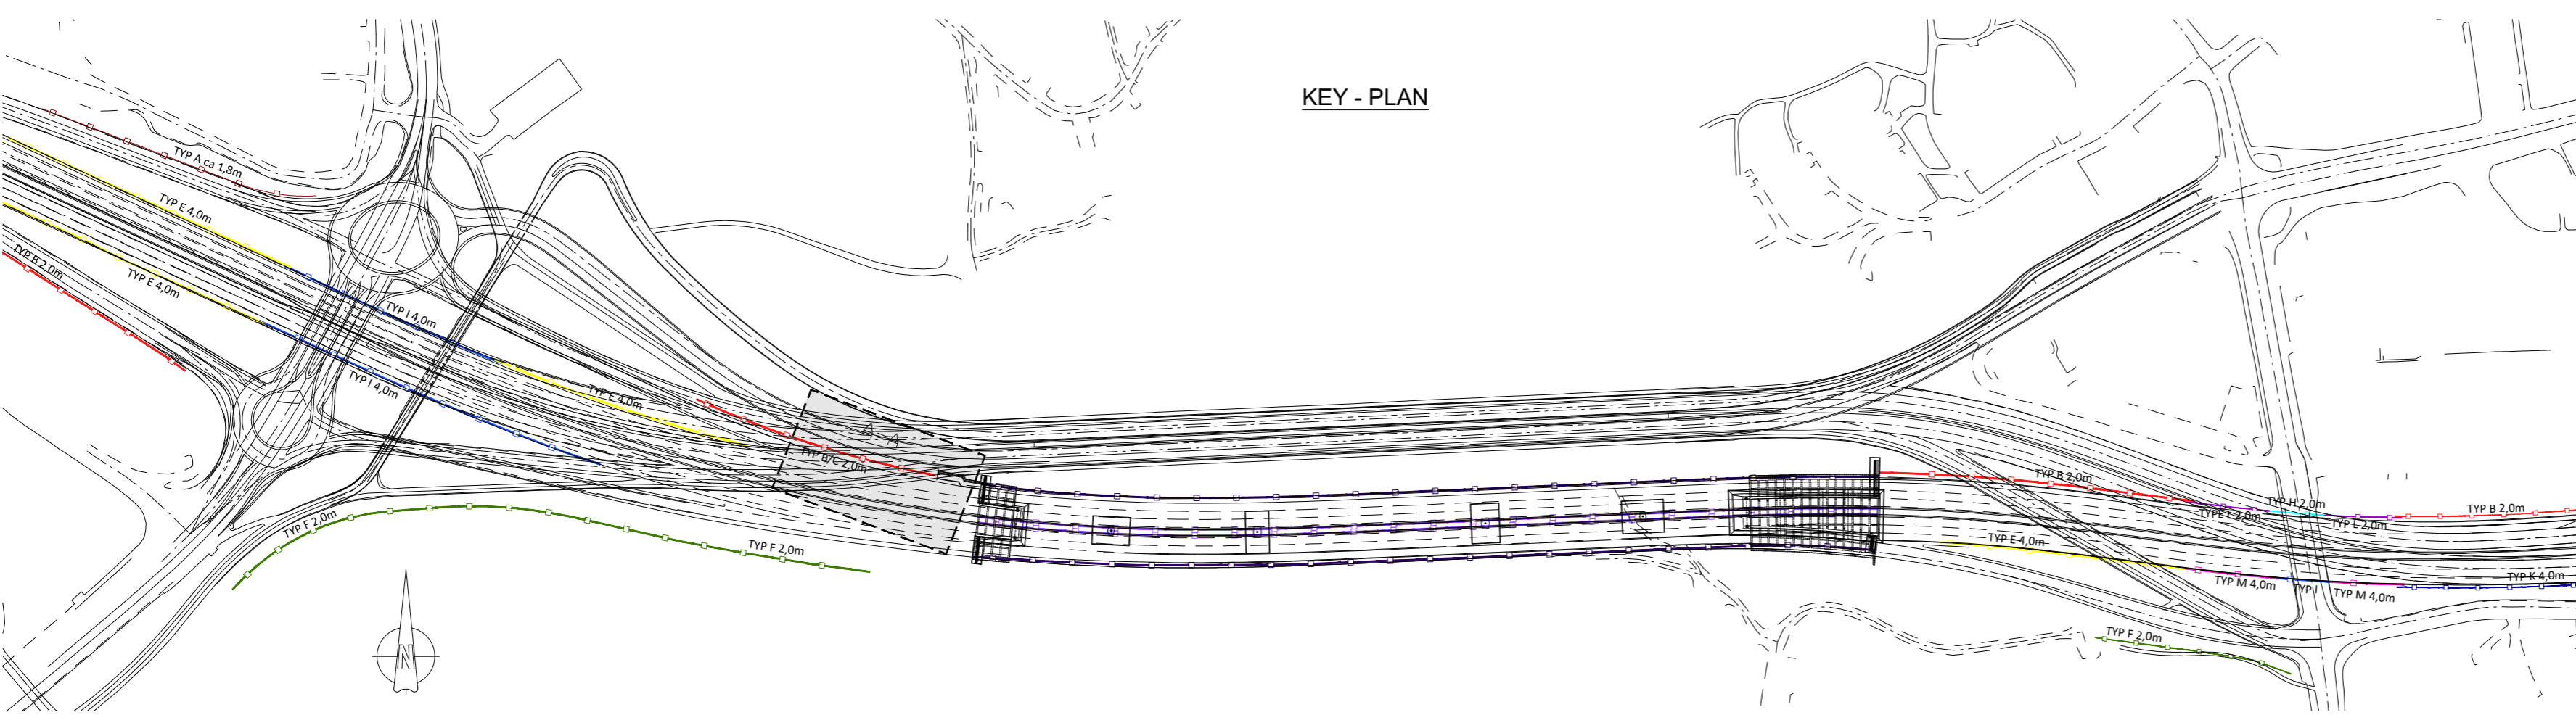 KEY - PLAN
TYP A ca 1,8m
TYP E 4,0m
TYP B 2,0m
TYP E 4,0m
TYP I 4,0m
TYP I 4,0m
TYP E 4,0m
TYP B/C 2,0m
TYP F 2,0m
TYP F 2,0m
N
TYP B 2,0m
TYP H 2,0m
TYPE L 2,0m
TYP L 2,0m
TYP B 2,0m
TYP E 4,0m
TYP M 4,0m
TYP I
TYP M 4,0m
TYP K 4,0m
TYP F 2,0m